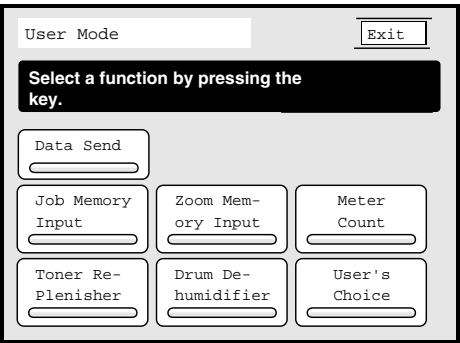 User Mode
Exit
Select a function by pressing the
key.
Data Send
Job Memory
Input
Zoom Mem-
ory Input
Meter
Count
Toner Re-
Plenisher
Drum De-
humidifier
User's
Choice